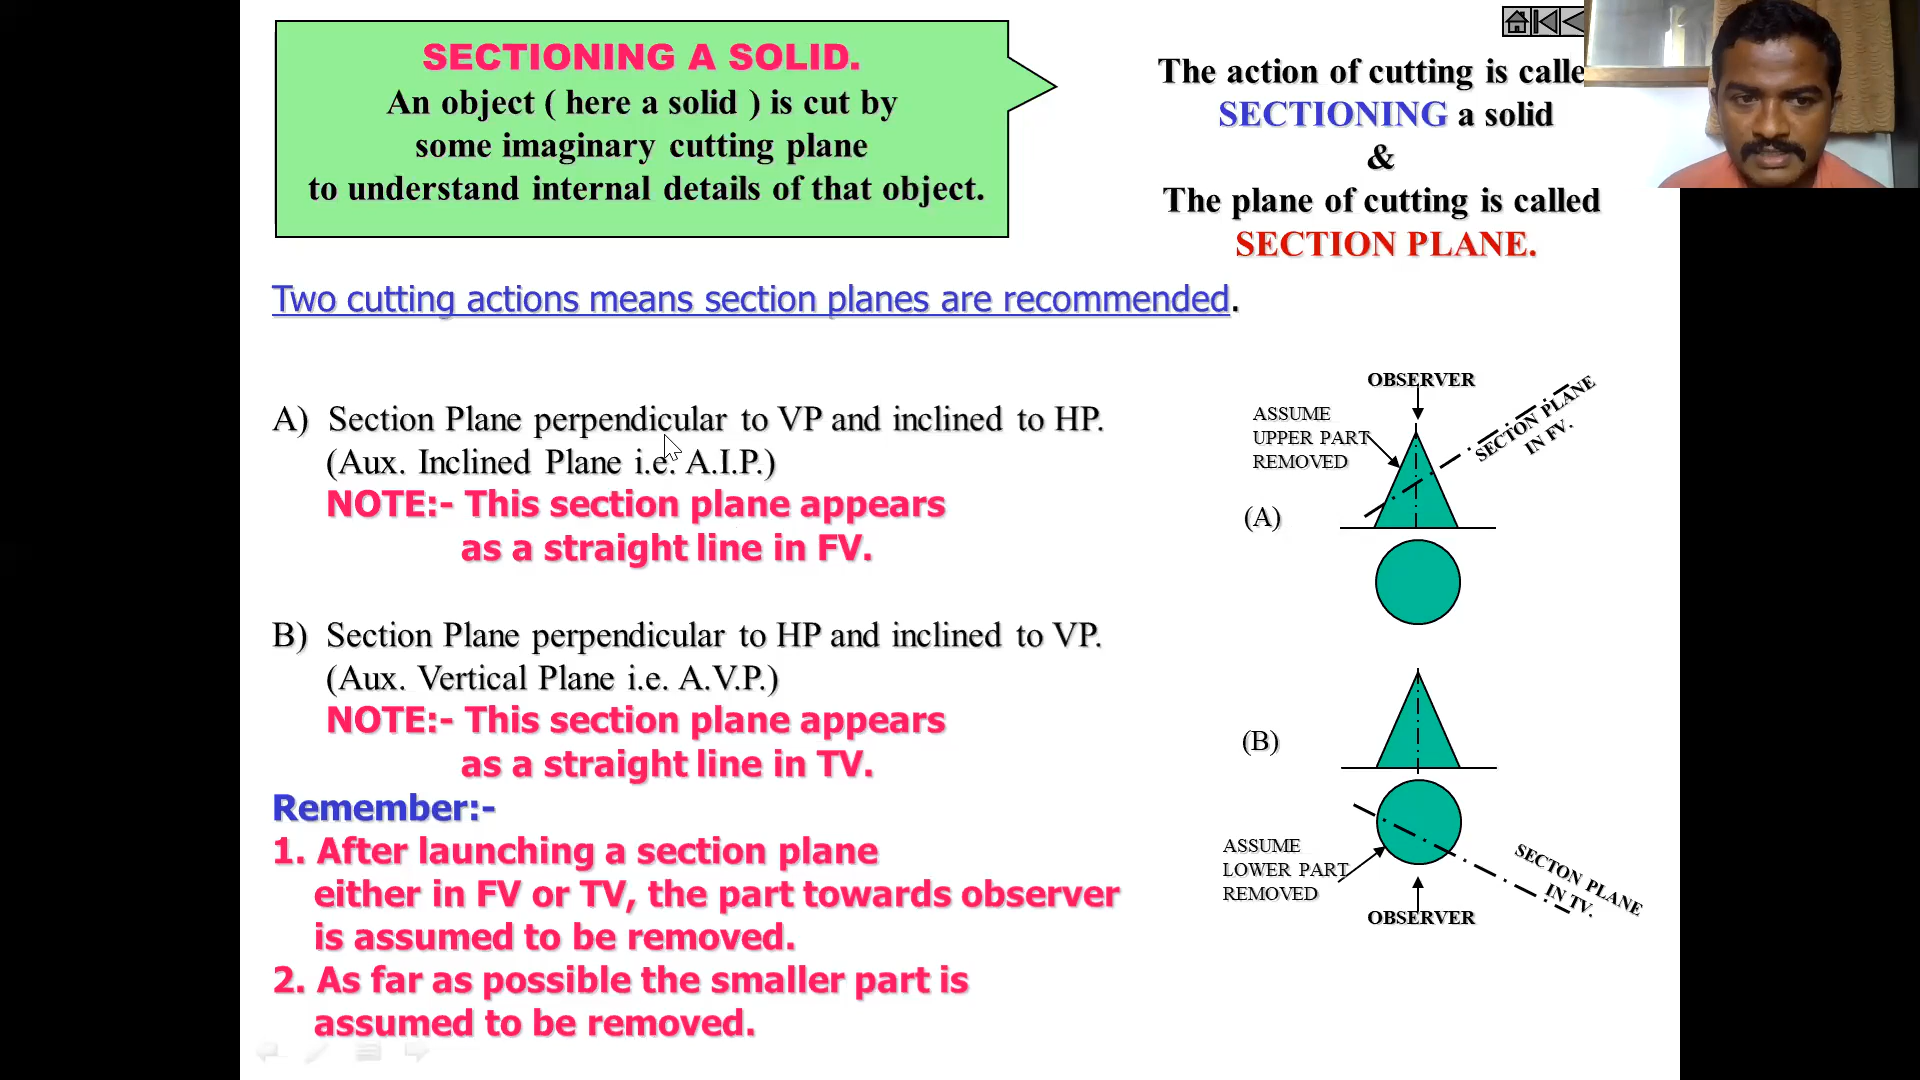 SECTIONING A SOLID.
An object ( here a solid ) is cut by
some imaginary cutting plane
to understand internal details of that object.
The action of cutting is calle
SECTIONING a solid
&
The plane of cutting is called
SECTION PLANE.
Two cutting actions means section planes are recommended.
A) Section Plane perpendicular to VP and inclined to HP.
(Aux. Inclined Plane i.e. A.I.P.)
NOTE:- This section plane appears
as a straight line in FV.
B) Section Plane perpendicular to HP and inclined to VP.
(Aux. Vertical Plane i.e. A.V.P.)
NOTE:- This section plane appears
as a straight line in TV.
Remember:-
1. After launching a section plane
either in FV or TV, the part towards observer
is assumed to be removed.
2. As far as possible the smaller part is
assumed to be removed.
OBSERVER
ASSUME
UPPER PART
REMOVED
SECTON PLANE
IN FV.
(A)
(B)
ASSUME
LOWER PART
REMOVED
SECTON PLANE
IN TV.
OBSERVER